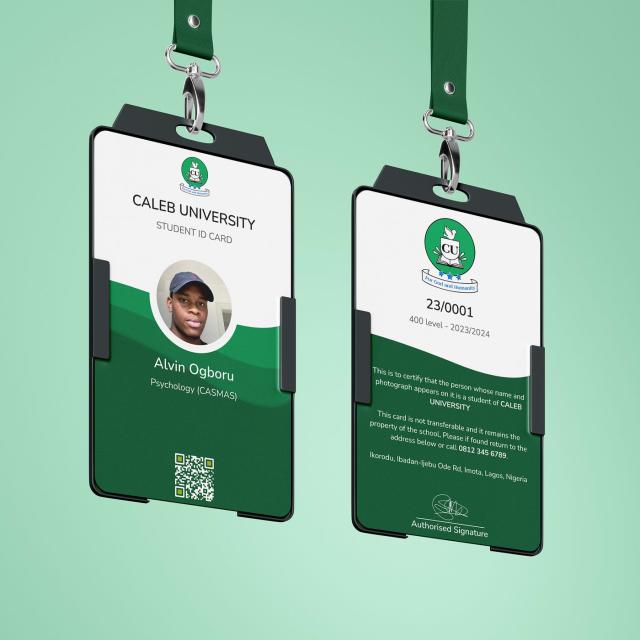 CU
CALEB UNIVERSITY
STUDENT ID CARD
Alvin Ogboru
Psychology (CASMAS)
CU
For God and Humanity
23/0001
400 level - 2023/2024
This is to certify that the person whose name and
photograph appears on it is a student of CALEB
UNIVERSITY
This card is not transferable and it remains the
property of the school. Please if found return to the
address below or call 0812 345 6789.
Ikorodu, Ibadan-Ijebu Ode Rd, Imota, Lagos, Nigeria
Authorised Signature